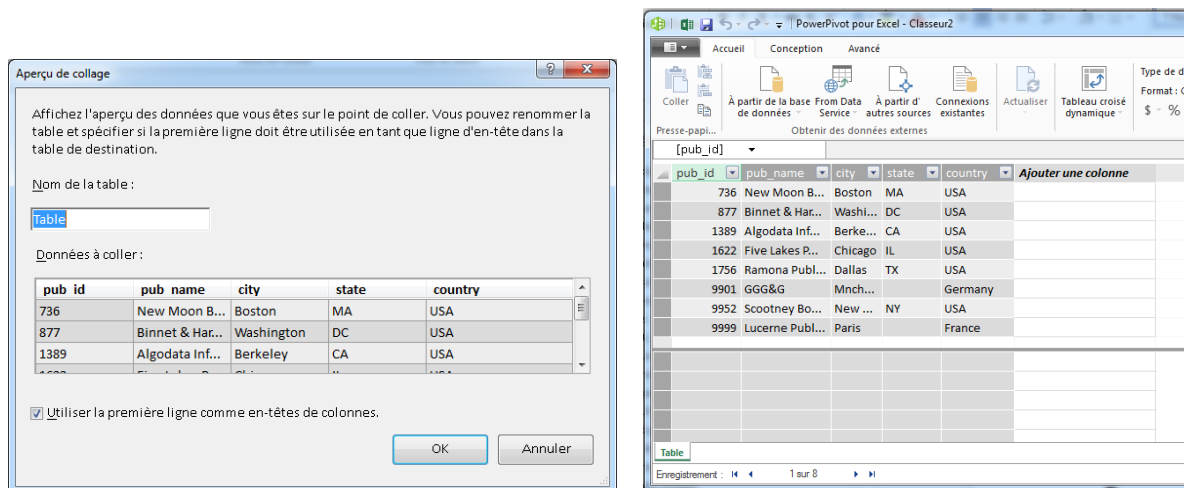 Aperçu de collage
Affichez l'aperçu des données que vous êtes sur le point de coller. Vous pouvez renommer la
table et spécifier si la première ligne doit être utilisée en tant que ligne d'en-tête dans la
table de destination.
Nom de la table :
Table
Données à coller :
pub id pub name city state country
736 New Moon B... Boston MA USA
877 Binnet & Har... Washington DC USA
1389 Algodata Inf... Berkeley CA USA
Utiliser la première ligne comme en-têtes de colonnes.
OK Annuler
PowerPivot pour Excel - Classeur2
Accueil Conception Avancé
Coller
À partir de la base de données
From Data Service
À partir d' autres sources
Connexions existantes
Actualiser
Tableau croisé dynamique
Type de d
Format : 
$ %
Presse-papi... Obtenir des données externes
[pub_id]
pub_id pub_name city state country Ajouter une colonne
736 New Moon B... Boston MA USA
877 Binnet & Har... Washi... DC USA
1389 Algodata Inf... Berke... CA USA
1622 Five Lakes P... Chicago IL USA
1756 Ramona Publ... Dallas TX USA
9901 GGG&G Mnch... Germany
9952 Scootney Bo... New ... NY USA
9999 Lucerne Publ... Paris France
Table
Enregistrement : 1 sur 8